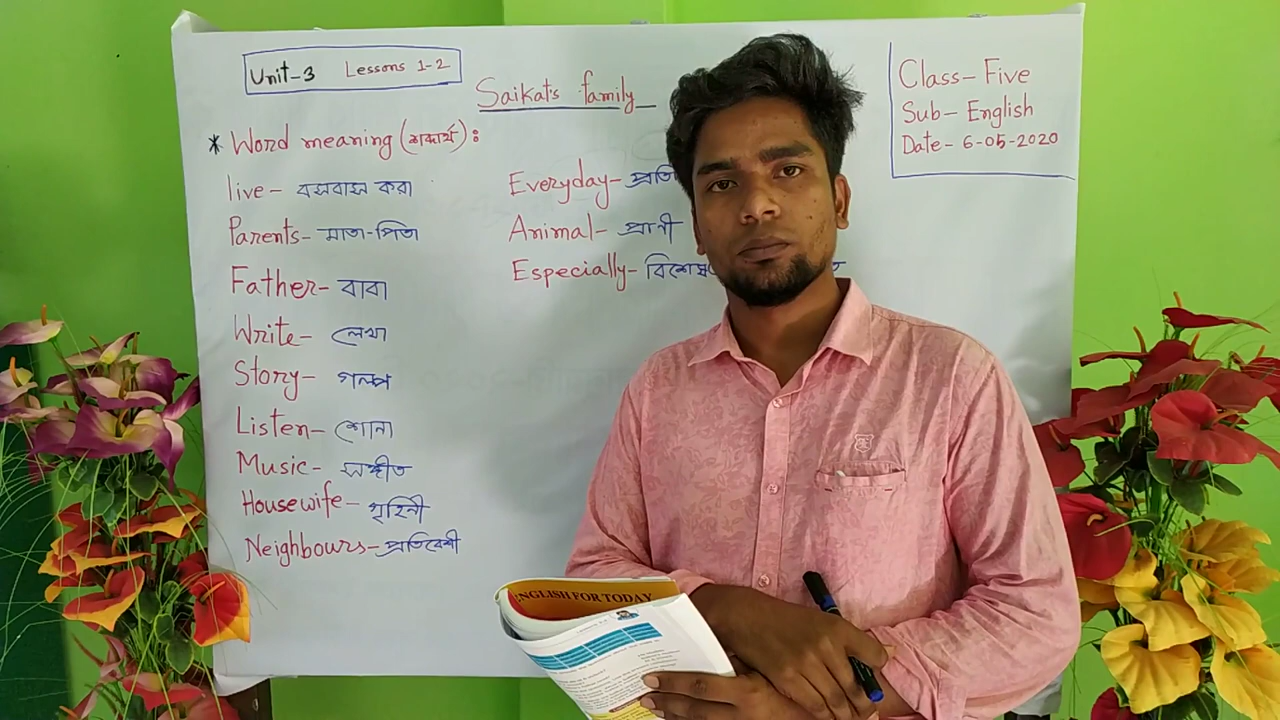 Unit-3 Lessons 1-2
Saikat's family
Class- Five
Sub- English
Date- 6-05-2020
* Word meaning (শব্দার্থ):
live- বসবাস করা
Parents- মাতা-পিতা
Father- বাবা
Write- লেখা
Story- গল্প
Listen- শোনা
Music- সঙ্গীত
Housewife- গৃহিনী
Neighbours- প্রতিবেশী
Everyday- প্রতি
Animal- প্রাণী
Especially-
ENGLISH FOR TODAY